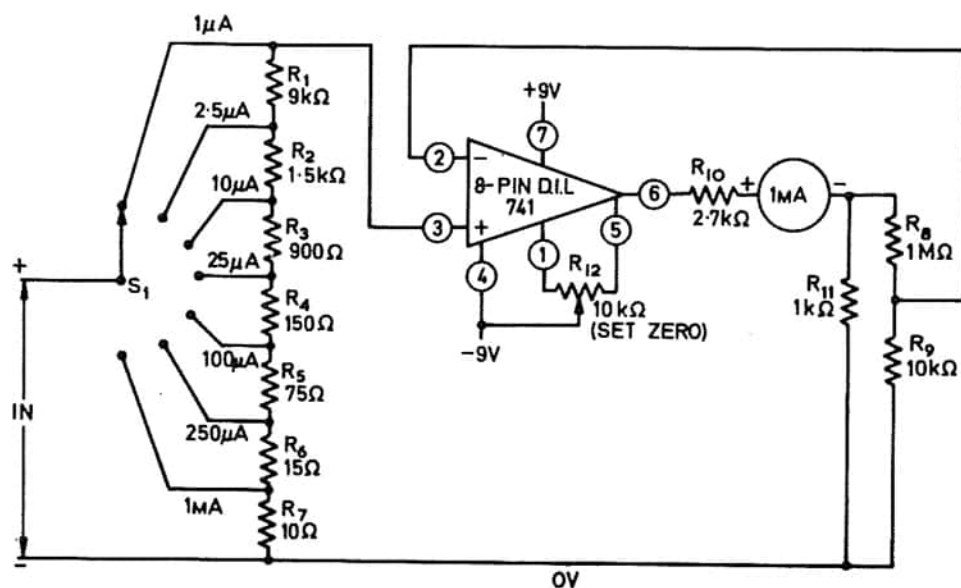 1μA
R1
9kΩ
2·5μA
R2
1·5kΩ
10μA
R3
900Ω
25μA
R4
150Ω
100μA
R5
75Ω
250μA
R6
15Ω
1MA
R7
10Ω
+
S1
IN
−
0V
+9V
7
2
−
8-PIN D.I.L
741
3
+
4
1
5
6
R12
10kΩ
(SET ZERO)
−9V
R10
2·7kΩ
+
1MA
−
R8
1MΩ
R11
1kΩ
R9
10kΩ